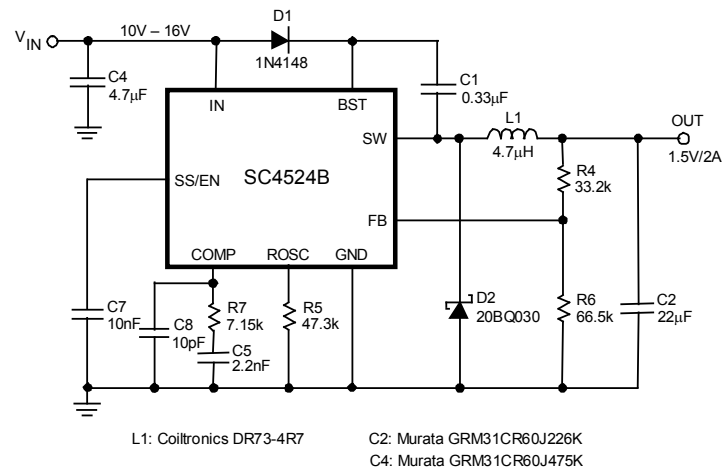 D1
V_IN
10V – 16V
1N4148
C4
4.7µF
C1
0.33µF
IN
BST
L1
OUT
SW
4.7µH
1.5V/2A
SS/EN
SC4524B
R4
33.2k
FB
COMP
ROSC
GND
C7
10nF
C8
10pF
R7
7.15k
R5
47.3k
C5
2.2nF
D2
20BQ030
R6
66.5k
C2
22µF
L1: Coiltronics DR73-4R7
C2: Murata GRM31CR60J226K
C4: Murata GRM31CR60J475K